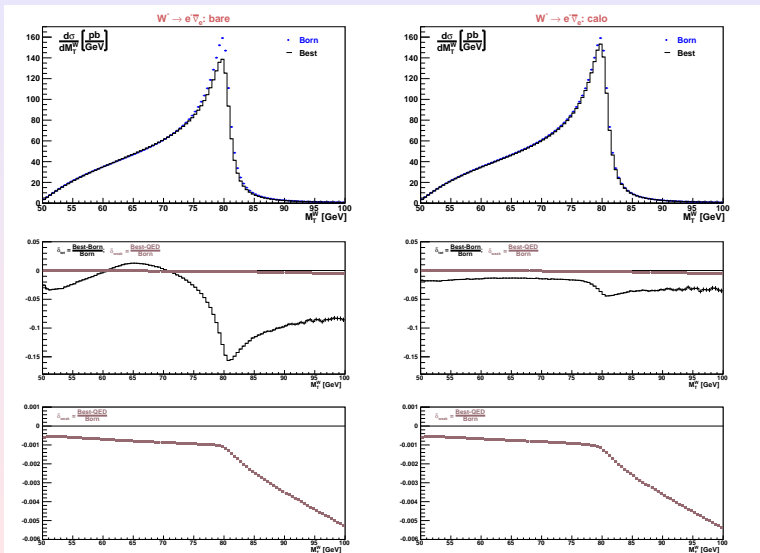 W⁻ → e⁻ν̄ₑ: bare
dσ/dM_T^W [pb/GeV]
Born
Best
160
140
120
100
80
60
40
20
0
50 55 60 65 70 75 80 85 90 95 100
M_T^W [GeV]
W⁻ → e⁻ν̄ₑ: calo
dσ/dM_T^W [pb/GeV]
Born
Best
160
140
120
100
80
60
40
20
0
50 55 60 65 70 75 80 85 90 95 100
M_T^W [GeV]
δ_tot = Best-Born/Born, δ_weak = Best-QED/Born
0.05
0
-0.05
-0.1
-0.15
50 55 60 65 70 75 80 85 90 95 100
M_T^W [GeV]
δ_tot = Best-Born/Born, δ_weak = Best-QED/Born
0.05
0
-0.05
-0.1
-0.15
50 55 60 65 70 75 80 85 90 95 100
M_T^W [GeV]
δ_weak = Best-QED/Born
0.001
0
-0.001
-0.002
-0.003
-0.004
-0.005
-0.006
50 55 60 65 70 75 80 85 90 95 100
M_T^W [GeV]
δ_weak = Best-QED/Born
0.001
0
-0.001
-0.002
-0.003
-0.004
-0.005
-0.006
50 55 60 65 70 75 80 85 90 95 100
M_T^W [GeV]